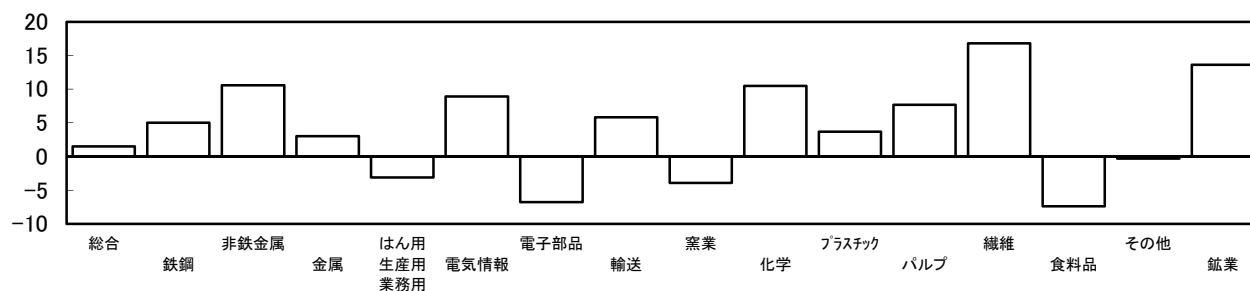 20
15
10
5
0
−5
−10
総合
鉄鋼
非鉄金属
金属
はん用
生産用
業務用
電気情報
電子部品
輸送
窯業
化学
プラスチック
パルプ
繊維
食料品
その他
鉱業